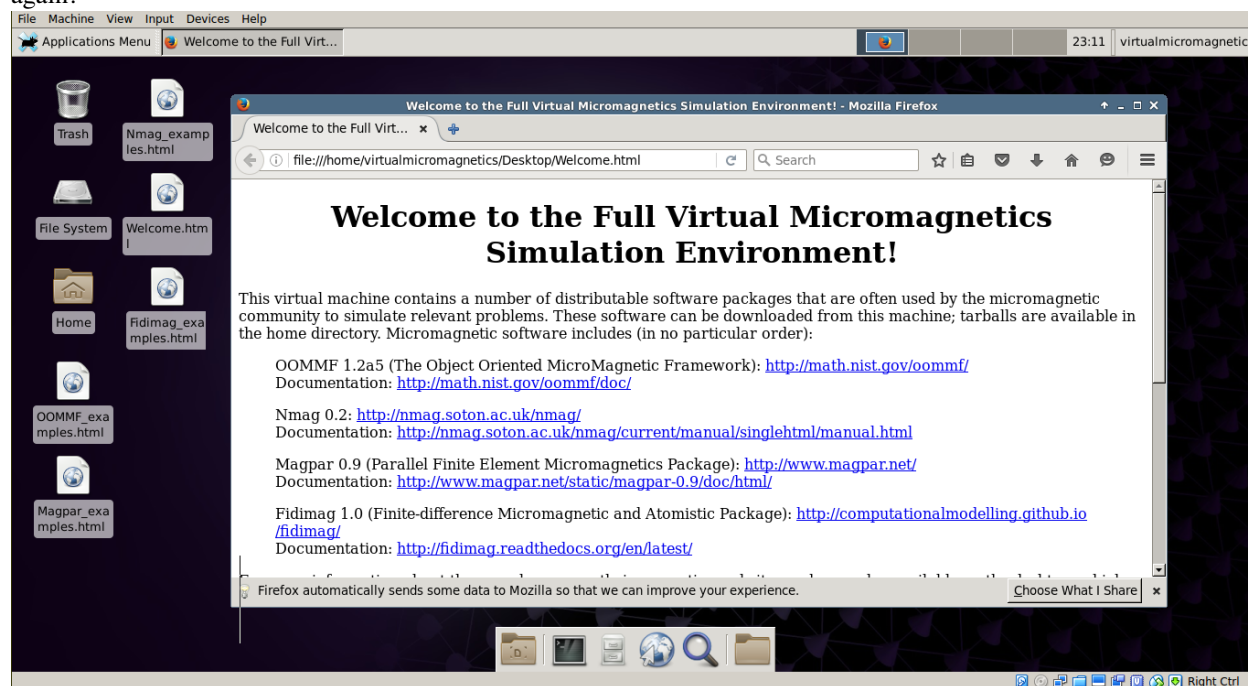 again?
File Machine View Input Devices Help
Applications Menu Welcome to the Full Virt... 23:11 virtualmicromagnetic
Trash
Nmag_examp
les.html
File System
Welcome.htm
l
Home
Fidimag_exa
mples.html
OOMMF_exa
mples.html
Magpar_exa
mples.html
Welcome to the Full Virtual Micromagnetics Simulation Environment! - Mozilla Firefox
Welcome to the Full Virt...
file:///home/virtualmicromagnetics/Desktop/Welcome.html Search
Welcome to the Full Virtual Micromagnetics
Simulation Environment!
This virtual machine contains a number of distributable software packages that are often used by the micromagnetic
community to simulate relevant problems. These software can be downloaded from this machine; tarballs are available in
the home directory. Micromagnetic software includes (in no particular order):
OOMMF 1.2a5 (The Object Oriented MicroMagnetic Framework): http://math.nist.gov/oommf/
Documentation: http://math.nist.gov/oommf/doc/
Nmag 0.2: http://nmag.soton.ac.uk/nmag/
Documentation: http://nmag.soton.ac.uk/nmag/current/manual/singlehtml/manual.html
Magpar 0.9 (Parallel Finite Element Micromagnetics Package): http://www.magpar.net/
Documentation: http://www.magpar.net/static/magpar-0.9/doc/html/
Fidimag 1.0 (Finite-difference Micromagnetic and Atomistic Package): http://computationalmodelling.github.io
/fidimag/
Documentation: http://fidimag.readthedocs.org/en/latest/
Firefox automatically sends some data to Mozilla so that we can improve your experience. Choose What I Share
Right Ctrl